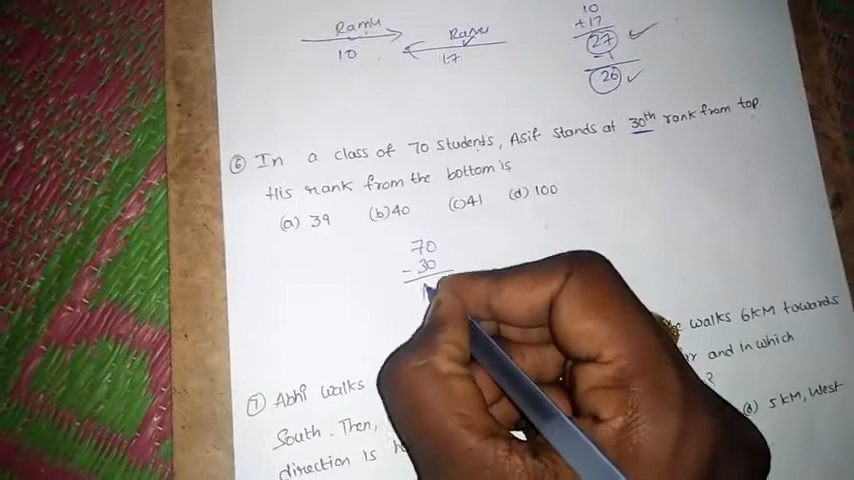 Ramu
10
Ramu
17
10
+17
27
-1
26
6 In a class of 70 students, Asif stands at 30th rank from top
His rank from the bottom is
(a) 39 (b) 40 (c) 41 (d) 100
70
- 30
walks 6KM towards
7 Abhi walks
and in which
South. Then,
direction is
(d) 5 KM, West